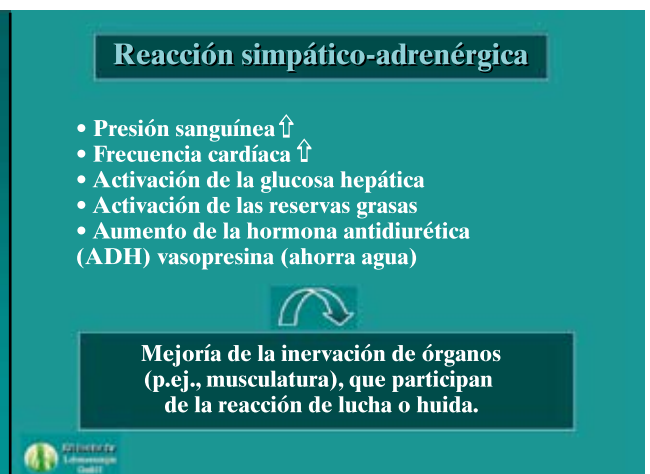 Reacción simpático-adrenérgica
• Presión sanguínea ⇧
• Frecuencia cardíaca ⇧
• Activación de la glucosa hepática
• Activación de las reservas grasas
• Aumento de la hormona antidiurética
(ADH) vasopresina (ahorra agua)
Mejoría de la inervación de órganos
(p.ej., musculatura), que participan
de la reacción de lucha o huida.
GmbH